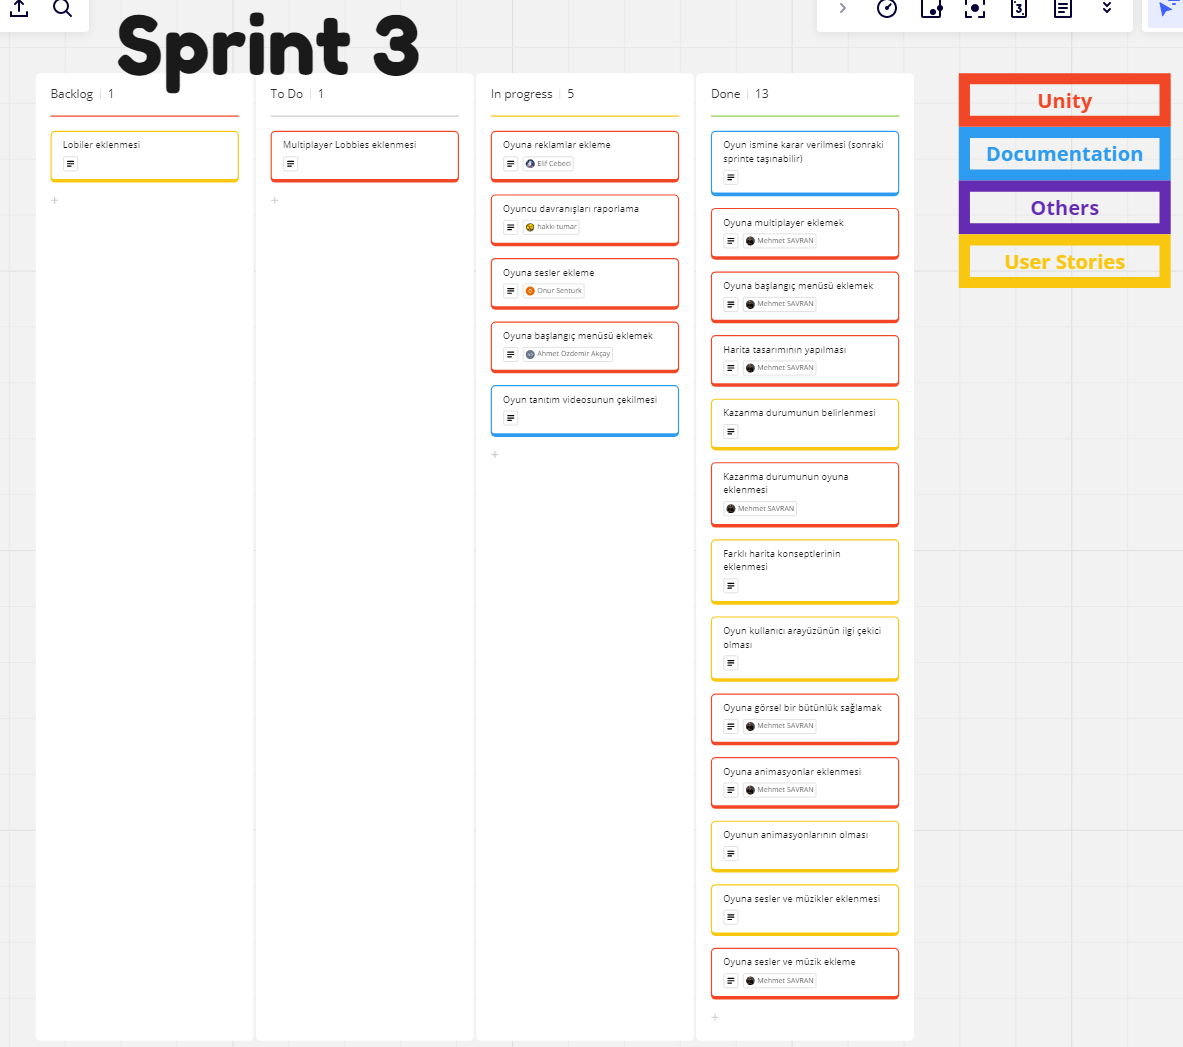 Sprint 3
Backlog | 1
Lobiler eklenmesi
To Do | 1
Multiplayer Lobbies eklenmesi
In progress | 5
Oyuna reklamlar ekleme
Elif Cebeci
Oyuncu davranışları raporlama
hakkı tumar
Oyuna sesler ekleme
Onur Senturk
Oyuna başlangıç menüsü eklemek
Ahmet Ozdemir Akçay
Oyun tanıtım videosunun çekilmesi
Done | 13
Oyun ismine karar verilmesi (sonraki
sprinte taşınabilir)
Oyuna multiplayer eklemek
Mehmet SAVRAN
Oyuna başlangıç menüsü eklemek
Mehmet SAVRAN
Harita tasarımının yapılması
Mehmet SAVRAN
Kazanma durumunun belirlenmesi
Kazanma durumunun oyuna
eklenmesi
Mehmet SAVRAN
Farklı harita konseptlerinin
eklenmesi
Oyun kullanıcı arayüzünün ilgi çekici
olması
Oyuna görsel bir bütünlük sağlamak
Mehmet SAVRAN
Oyuna animasyonlar eklenmesi
Mehmet SAVRAN
Oyunun animasyonlarının olması
Oyuna sesler ve müzikler eklenmesi
Oyuna sesler ve müzik ekleme
Mehmet SAVRAN
Unity
Documentation
Others
User Stories